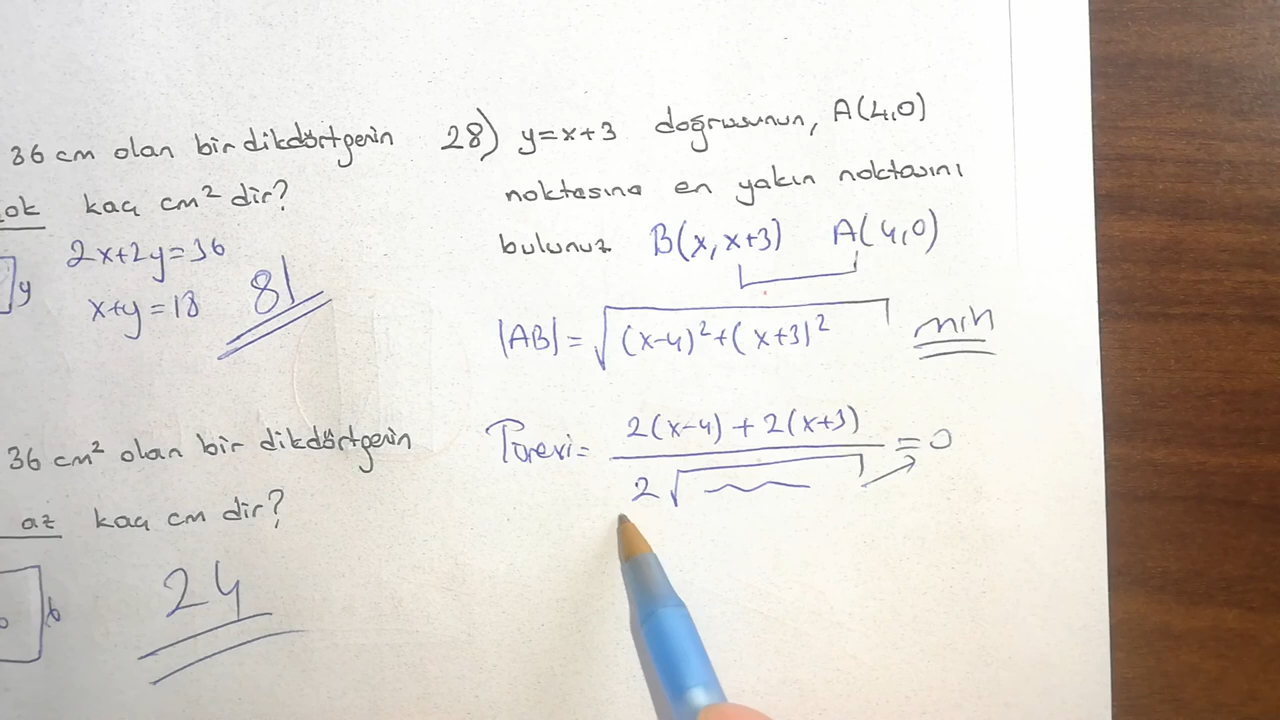 36 cm olan bir dikdörtgenin
ok kaç cm² dir?
2x+2y=36
y
x+y=18
81
36 cm² olan bir dikdörtgenin
az kaç cm dir?
b
24
28) y=x+3 doğrusunun, A(4,0)
noktasına en yakın noktasını
bulunuz B(x, x+3) A(4,0)
|AB| = √(x-4)²+(x+3)² min
Türevi= 2(x-4) + 2(x+3) = 0
2√